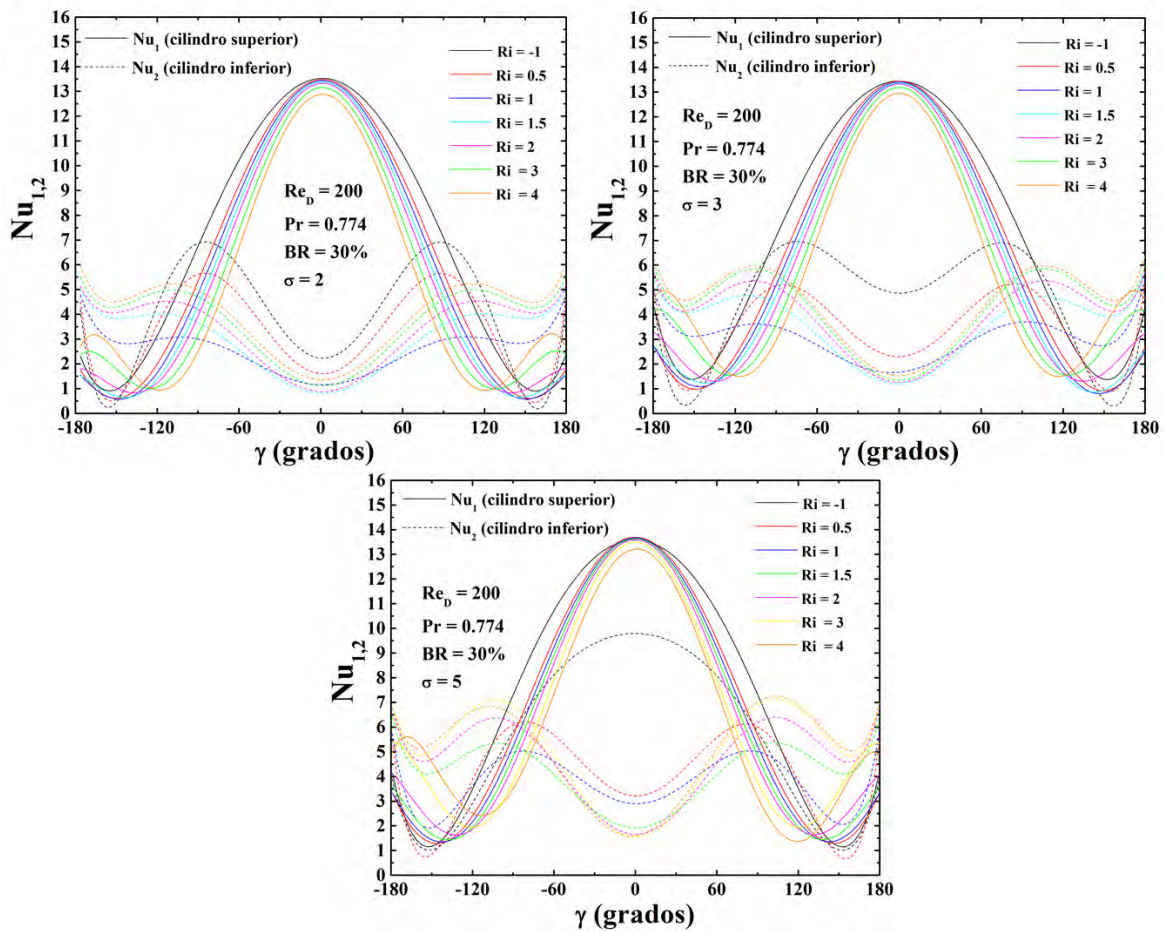 16
15
14
13
12
11
10
9
8
7
6
5
4
3
2
1
0
Nu1,2
Nu1 (cilindro superior)
Nu2 (cilindro inferior)
ReD = 200
Pr = 0.774
BR = 30%
σ = 2
Ri = -1
Ri = 0.5
Ri = 1
Ri = 1.5
Ri = 2
Ri = 3
Ri = 4
-180 -120 -60 0 60 120 180
γ (grados)
16
15
14
13
12
11
10
9
8
7
6
5
4
3
2
1
0
Nu1,2
Nu1 (cilindro superior)
Nu2 (cilindro inferior)
ReD = 200
Pr = 0.774
BR = 30%
σ = 3
Ri = -1
Ri = 0.5
Ri = 1
Ri = 1.5
Ri = 2
Ri = 3
Ri = 4
-180 -120 -60 0 60 120 180
γ (grados)
16
15
14
13
12
11
10
9
8
7
6
5
4
3
2
1
0
Nu1,2
Nu1 (cilindro superior)
Nu2 (cilindro inferior)
ReD = 200
Pr = 0.774
BR = 30%
σ = 5
Ri = -1
Ri = 0.5
Ri = 1
Ri = 1.5
Ri = 2
Ri = 3
Ri = 4
-180 -120 -60 0 60 120 180
γ (grados)